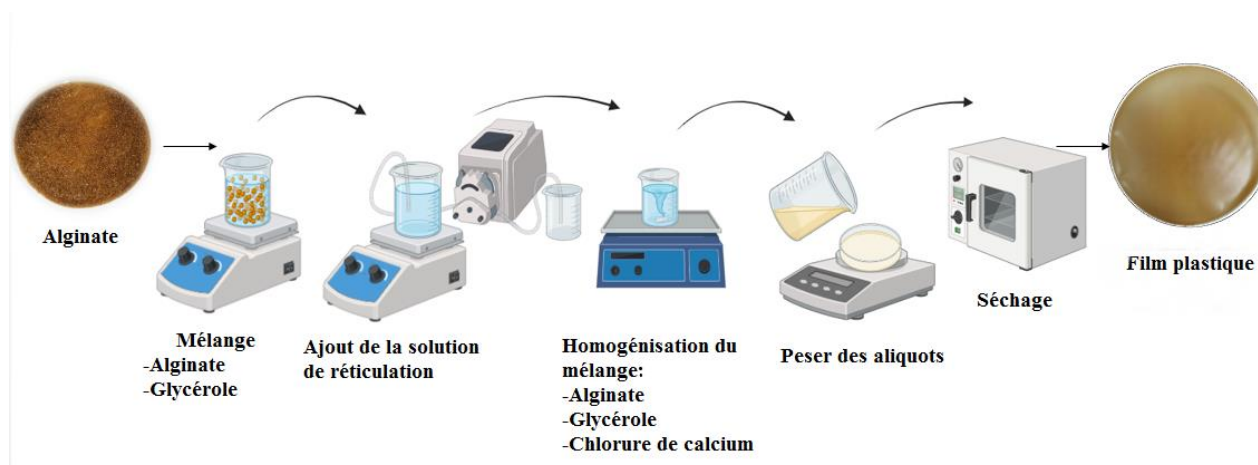 Alginate
Mélange
-Alginate
-Glycérole
Ajout de la solution
de réticulation
Homogénisation du
mélange:
-Alginate
-Glycérole
-Chlorure de calcium
Peser des aliquots
Séchage
Film plastique